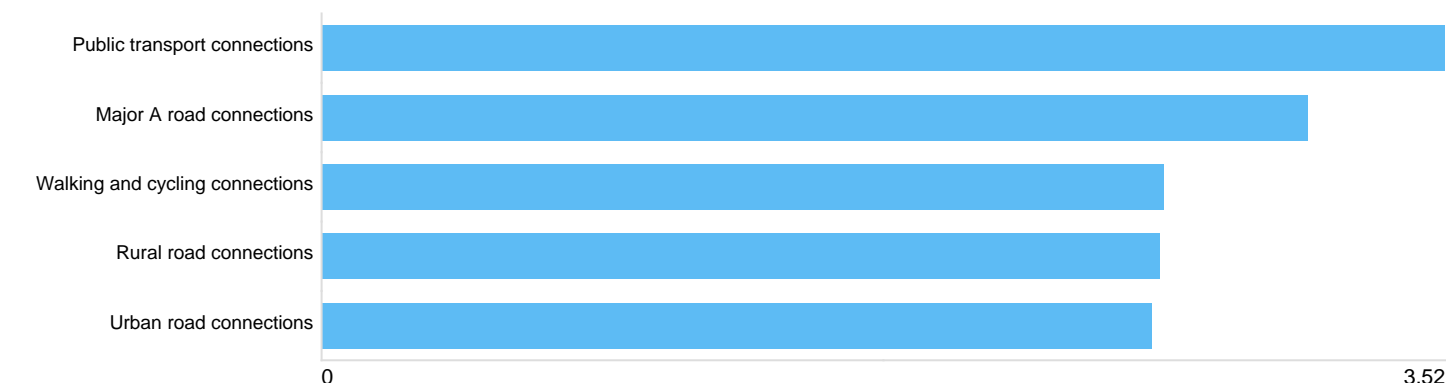 Public transport connections
Major A road connections
Walking and cycling connections
Rural road connections
Urban road connections
0 3.52